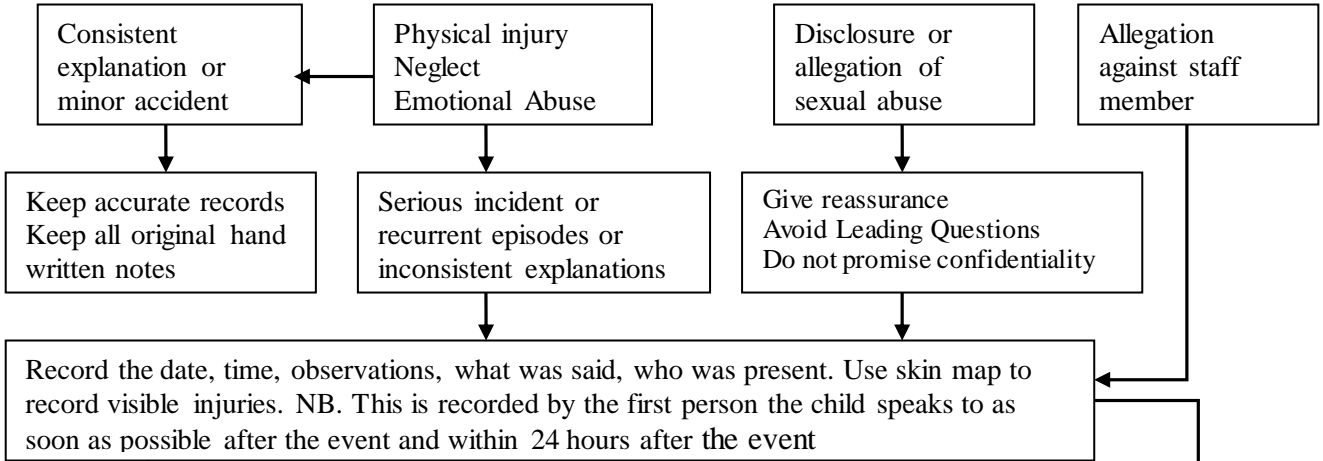 Consistent
explanation or
minor accident
Physical injury
Neglect
Emotional Abuse
Disclosure or
allegation of
sexual abuse
Allegation
against staff
member
Keep accurate records
Keep all original hand
written notes
Serious incident or
recurrent episodes or
inconsistent explanations
Give reassurance
Avoid Leading Questions
Do not promise confidentiality
Record the date, time, observations, what was said, who was present. Use skin map to
record visible injuries. NB. This is recorded by the first person the child speaks to as
soon as possible after the event and within 24 hours after the event